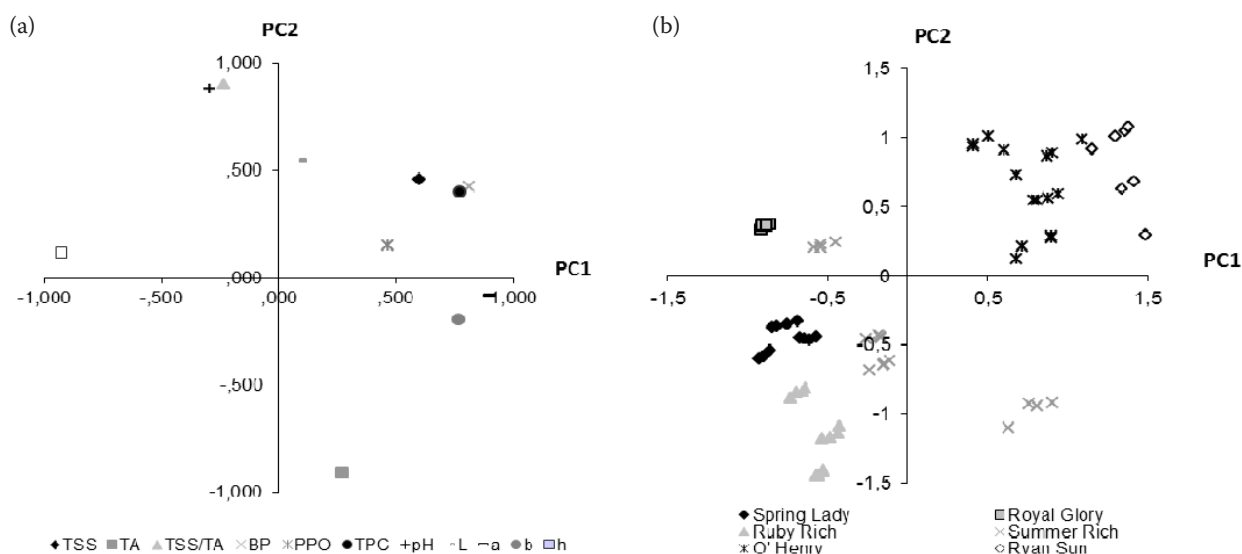 (a)
PC2
1,000
,500
,000
-,500
-1,000
-1,000 -,500 ,000 ,500 1,000
PC1
TSS TA TSS/TA BP PPO TPC pH L a b h
(b)
PC2
1,5
1
0,5
0
-0,5
-1
-1,5
-1,5 -0,5 0,5 1,5
PC1
Spring Lady Royal Glory
Ruby Rich Summer Rich
O' Henry Ryan Sun